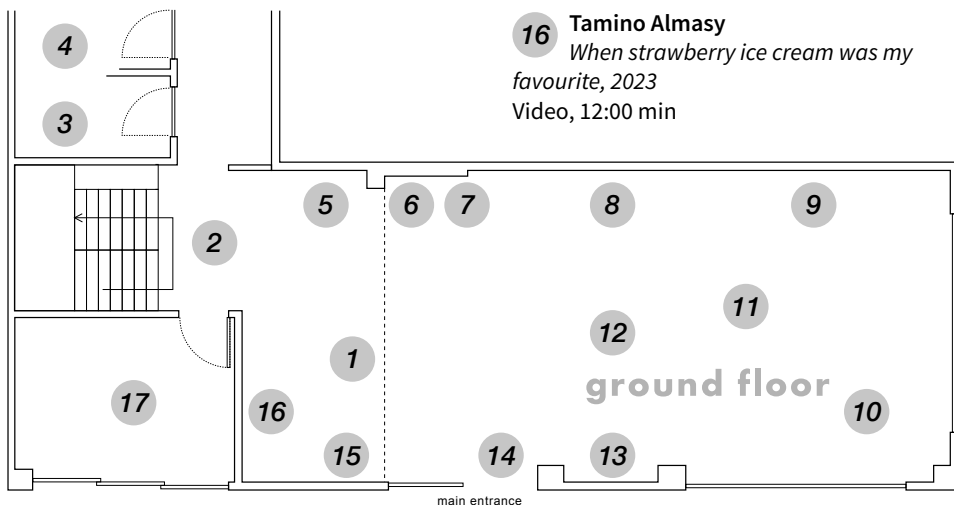 16 Tamino Almasy
When strawberry ice cream was my
favourite, 2023
Video, 12:00 min
4
3
5 6 7 8 9
2
11
12
1
ground floor
17 16 10
15 14 13
main entrance